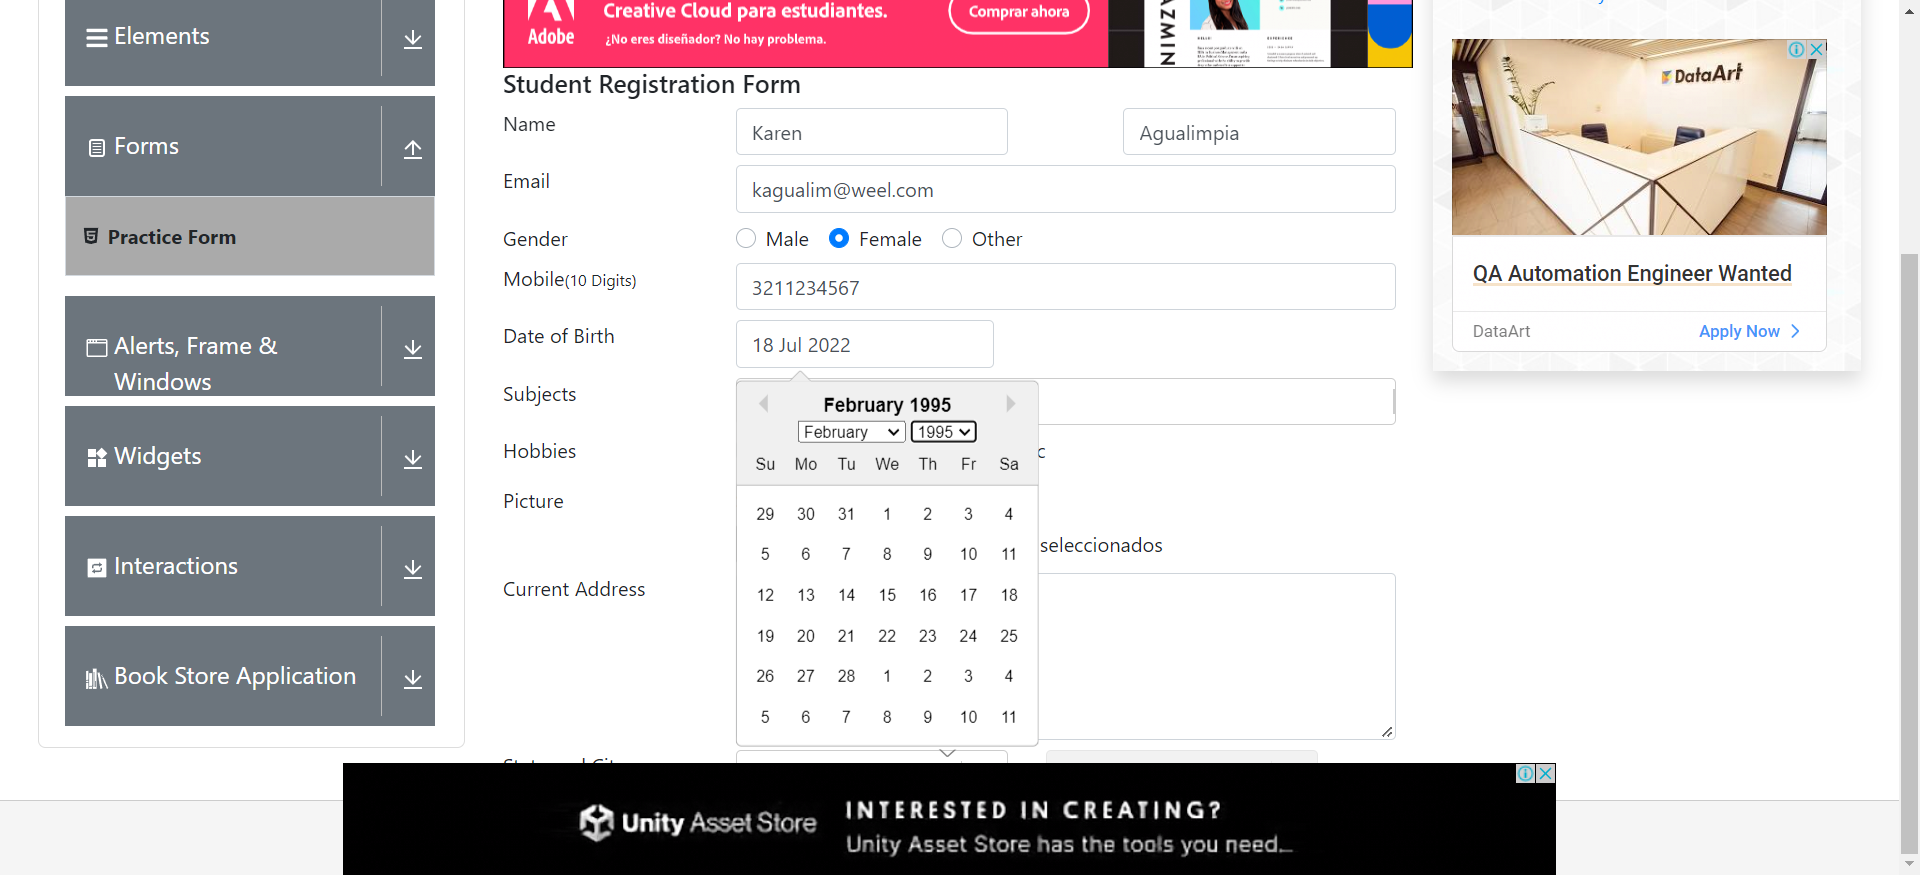 Elements
Forms
Practice Form
Alerts, Frame &
Windows
Widgets
Interactions
Book Store Application
Adobe
Creative Cloud para estudiantes.
¿No eres diseñador? No hay problema.
Comprar ahora
NIWZA
HELLO!
EXPERIENCE
Student Registration Form
Name
Karen
Agualimpia
Email
kagualim@weel.com
Gender
Male
Female
Other
Mobile(10 Digits)
3211234567
Date of Birth
18 Jul 2022
February 1995
February
1995
Su Mo Tu We Th Fr Sa
29 30 31 1 2 3 4
5 6 7 8 9 10 11
12 13 14 15 16 17 18
19 20 21 22 23 24 25
26 27 28 1 2 3 4
5 6 7 8 9 10 11
Subjects
Hobbies
c
Picture
seleccionados
Current Address
DataArt
QA Automation Engineer Wanted
DataArt
Apply Now
Unity Asset Store
INTERESTED IN CREATING?
Unity Asset Store has the tools you need...